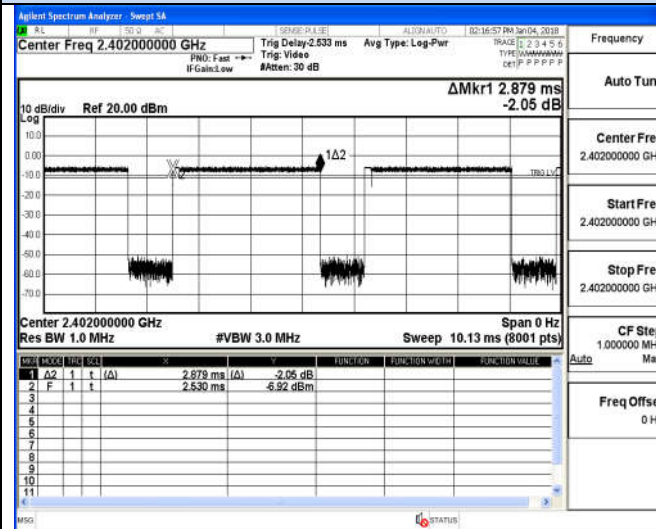 Agilent Spectrum Analyzer - Swept SA
RL RF 50 Ω AC SENSE:PULSE ALIGNAUTO 02:16:57 PM Jan 04, 2018
Center Freq 2.402000000 GHz
PNO: Fast
IFGain:Low
Trig Delay-2.533 ms
Trig: Video
#Atten: 30 dB
Avg Type: Log-Pwr
TRACE 1 2 3 4 5 6
TYPE
DET P P P P P P
ΔMkr1 2.879 ms
-2.05 dB
10 dB/div Ref 20.00 dBm
Log
10.0
0.00
-10.0
-20.0
-30.0
-40.0
-50.0
-60.0
-70.0
1Δ2
2
TRIG LV
Center 2.402000000 GHz Span 0 Hz
Res BW 1.0 MHz #VBW 3.0 MHz Sweep 10.13 ms (8001 pts)
MKR MODE TRC SCL X Y FUNCTION FUNCTION WIDTH FUNCTION VALUE
1 Δ2 1 t (Δ) 2.879 ms (Δ) -2.05 dB
2 F 1 t 2.530 ms -6.92 dBm
3
4
5
6
7
8
9
10
11
MSG STATUS
Frequency
Auto Tun
Center Fre
2.402000000 GH
Start Fre
2.402000000 GH
Stop Fre
2.402000000 GH
CF Step
1.000000 MH
Auto Ma
Freq Offse
0 H